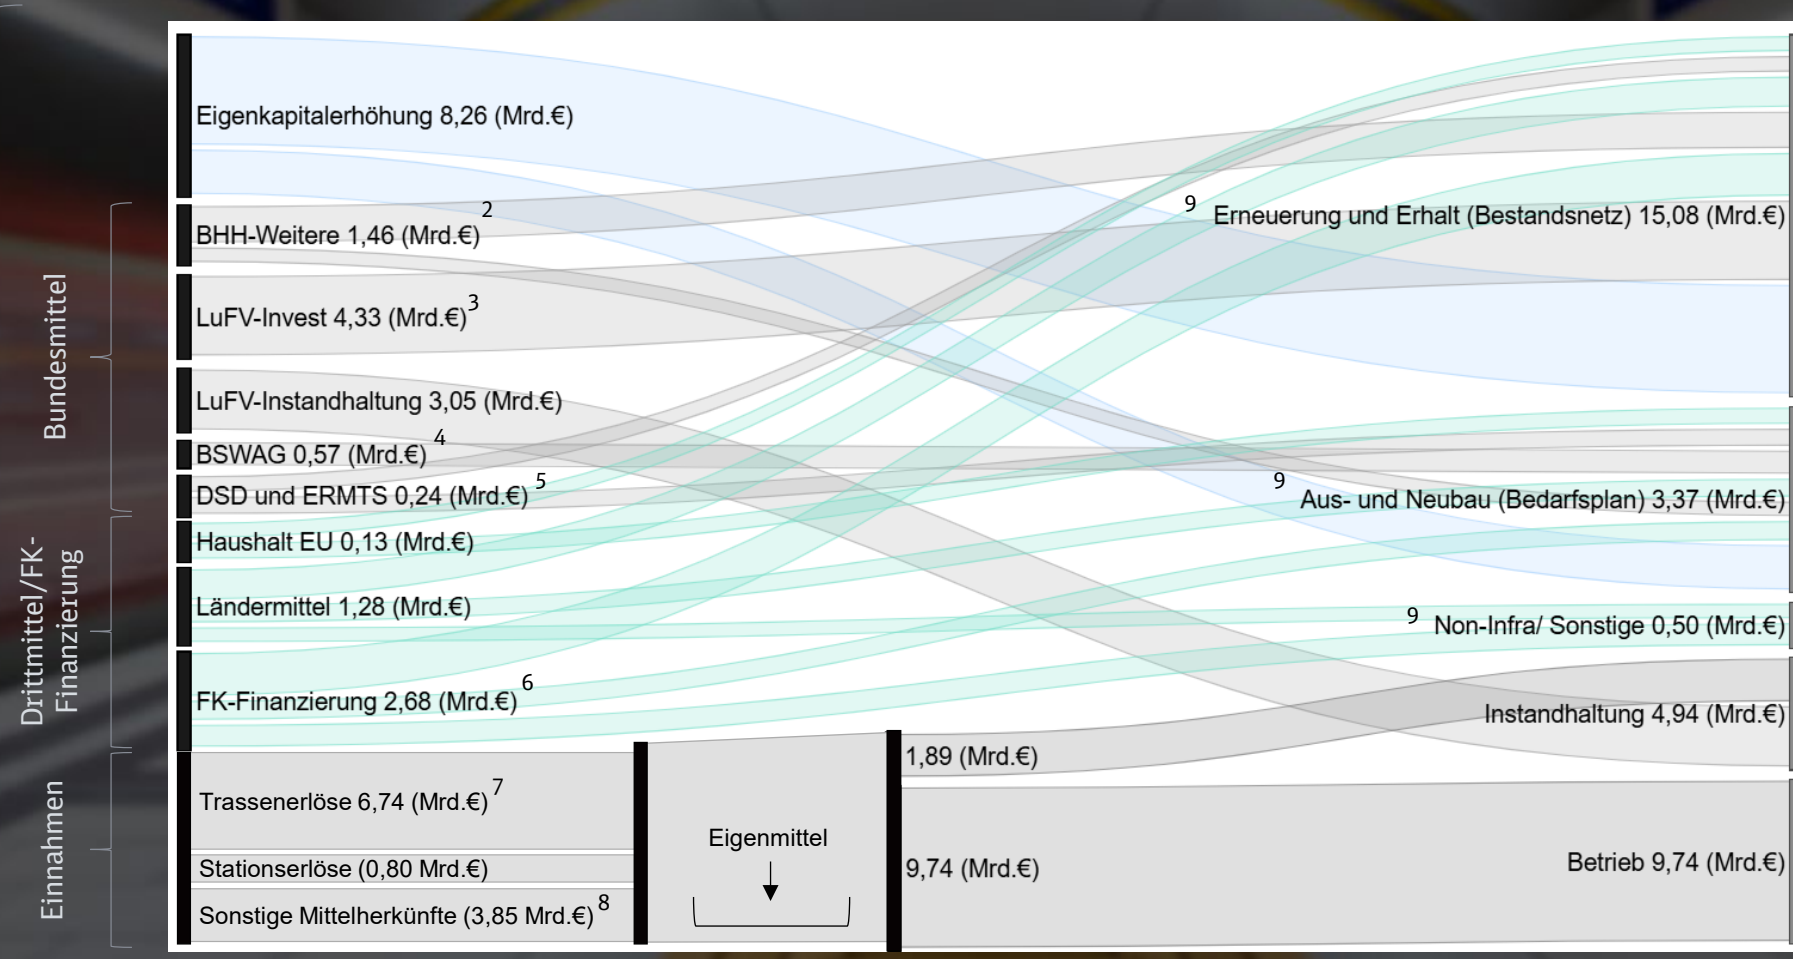 Eigenkapitalerhöhung 8,26 (Mrd.€)
Bundesmittel
BHH-Weitere 1,46 (Mrd.€) 2
LuFV-Invest 4,33 (Mrd.€) 3
LuFV-Instandhaltung 3,05 (Mrd.€)
BSWAG 0,57 (Mrd.€) 4
DSD und ERMTS 0,24 (Mrd.€) 5
Drittmittel/FK-
Finanzierung
Haushalt EU 0,13 (Mrd.€)
Ländermittel 1,28 (Mrd.€)
FK-Finanzierung 2,68 (Mrd.€) 6
Einnahmen
Trassenerlöse 6,74 (Mrd.€) 7
Stationserlöse (0,80 Mrd.€)
Sonstige Mittelherkünfte (3,85 Mrd.€) 8
Eigenmittel
1,89 (Mrd.€)
9,74 (Mrd.€)
9 Erneuerung und Erhalt (Bestandsnetz) 15,08 (Mrd.€)
9 Aus- und Neubau (Bedarfsplan) 3,37 (Mrd.€)
9 Non-Infra/ Sonstige 0,50 (Mrd.€)
Instandhaltung 4,94 (Mrd.€)
Betrieb 9,74 (Mrd.€)